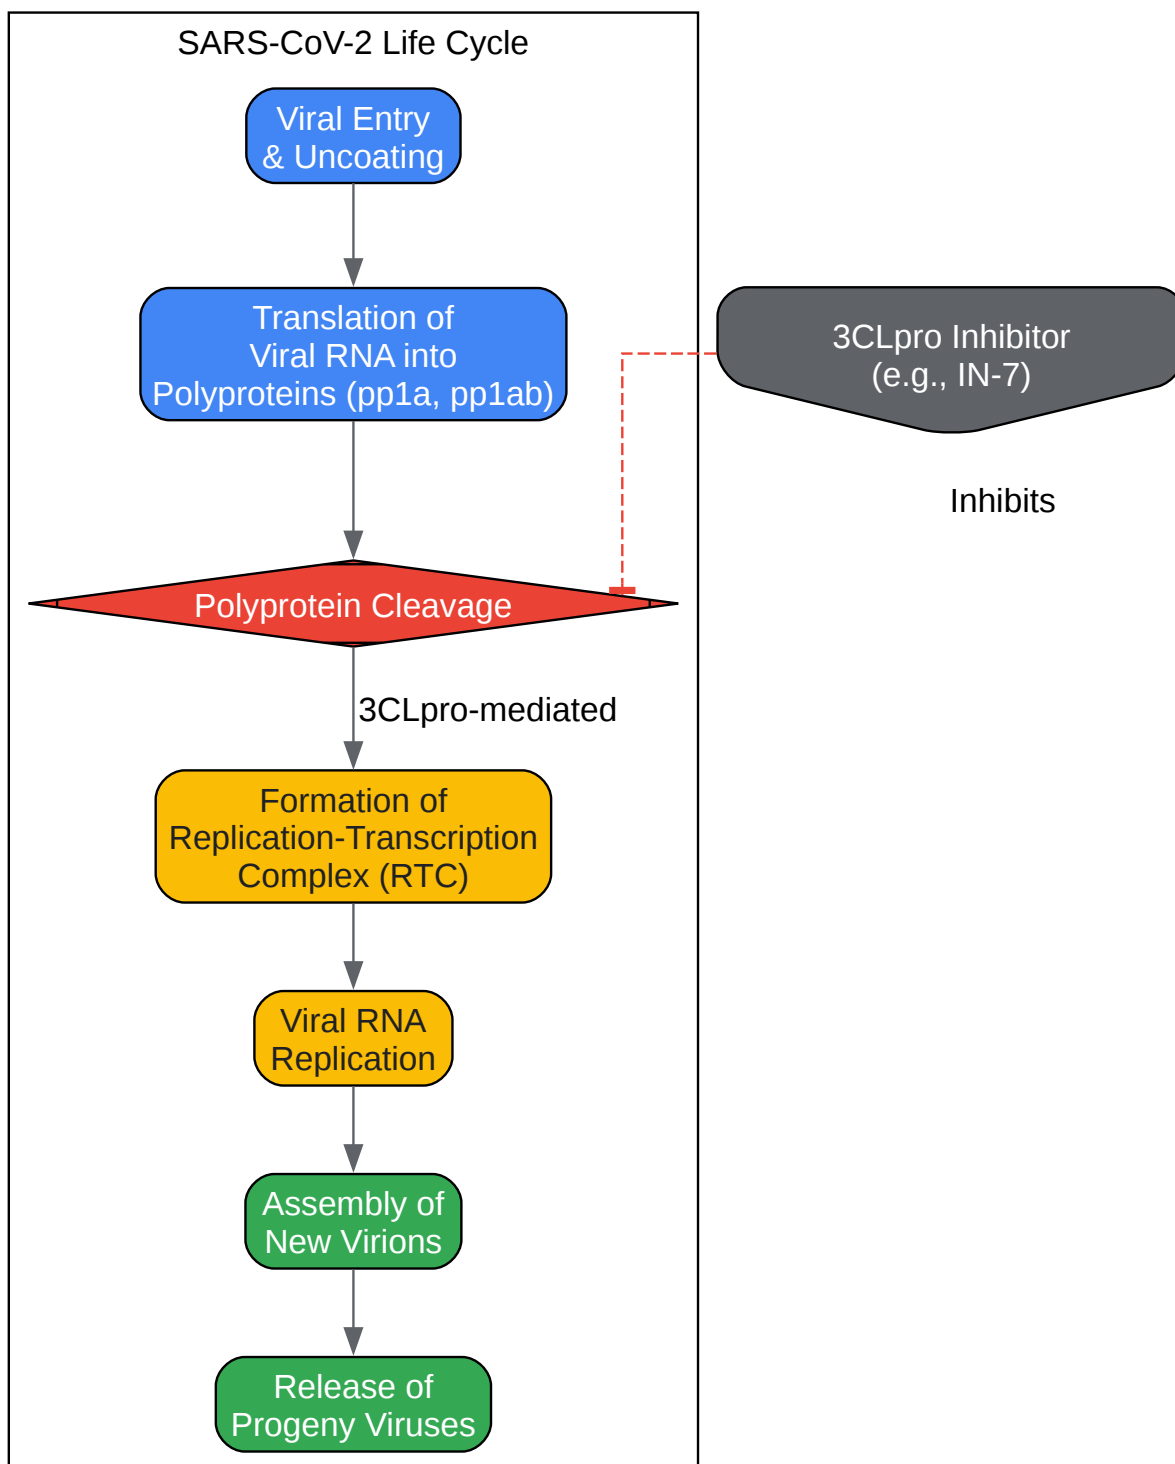 SARS-CoV-2 Life Cycle
Viral Entry
& Uncoating
Translation of
Viral RNA into
Polyproteins (pp1a, pp1ab)
3CLpro Inhibitor
(e.g., IN-7)
Inhibits
Polyprotein Cleavage
3CLpro-mediated
Formation of
Replication-Transcription
Complex (RTC)
Viral RNA
Replication
Assembly of
New Virions
Release of
Progeny Viruses